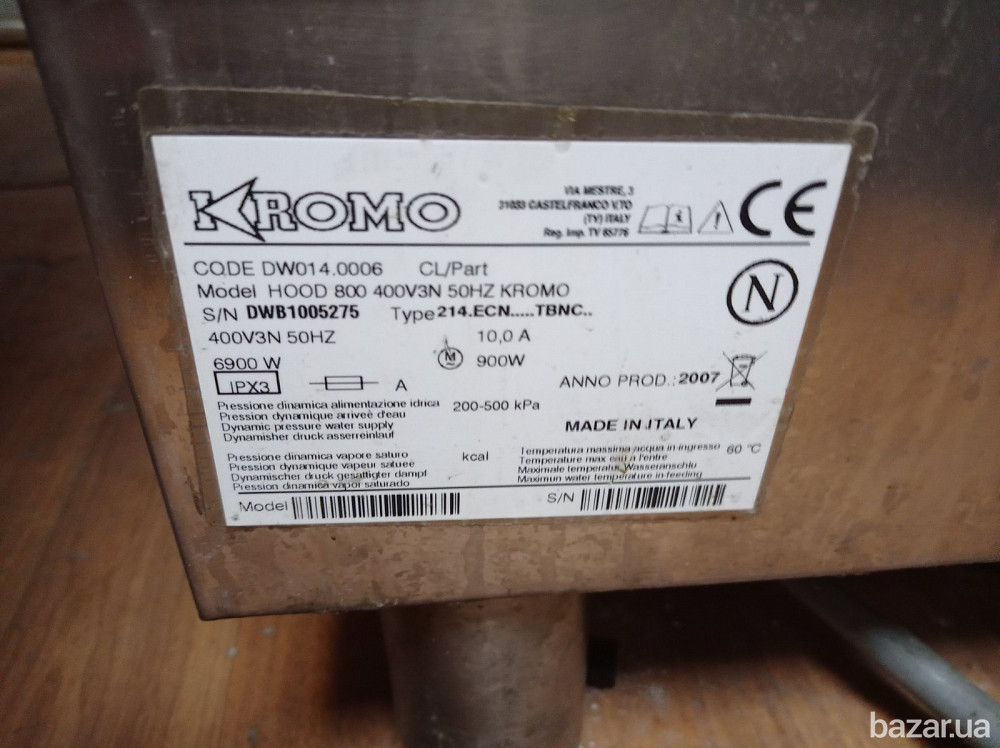 KROMO
VIA MESTRE, 3
31033 CASTELFRANCO V.TO
(TV) ITALY
Reg. Imp. TV 65776
CE
CODE DW014.0006 CL/Part
Model HOOD 800 400V3N 50HZ KROMO
N
S/N DWB1005275 Type 214.ECN.....TBNC..
400V3N 50HZ 10,0 A
6900 W M 900W
IPX3 A ANNO PROD.: 2007
Pressione dinamica alimentazione idrica 200-500 kPa
Pression dynamique arriveè d'eau
Dynamic pressure water supply
Dynamisher druck asserreinlauf
MADE IN ITALY
Pressione dinamica vapore saturo kcal
Pression dynamique vapeur satueè
Dynamischer druck gesattigter dampf
Pression dinamica vapor saturado
Temperatura massima acqua in ingresso 60 °C
Temperature max eau a l'entre
Maximale temperatur Wasseranschlu
Maximun water temperature in feeding
Model S/N
bazar.ua